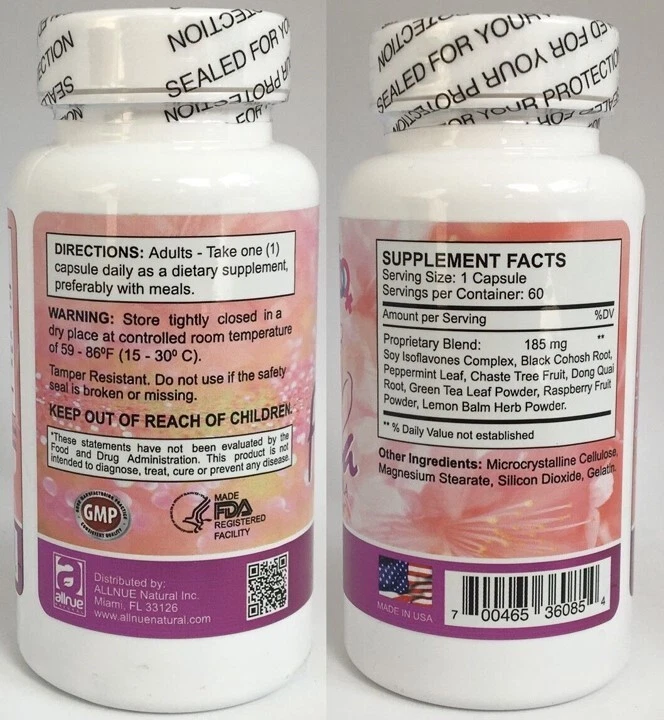 SEALED FOR YOUR
DIRECTIONS: Adults - Take one (1)
capsule daily as a dietary supplement,
preferably with meals.
WARNING: Store tightly closed in a
dry place at controlled room temperature
of 59 - 86ºF (15 - 30º C).
Tamper Resistant. Do not use if the safety
seal is broken or missing.
KEEP OUT OF REACH OF CHILDREN.
*These statements have not been evaluated by the
Food and Drug Administration. This product is not
intended to diagnose, treat, cure or prevent any disease.
GMP
MADE
FDA
REGISTERED
FACILITY
allnue
Distributed by:
ALLNUE Natural Inc.
Miami, FL 33126
www.allnuenatural.com
SEALED FOR YOUR
FOR YOUR PROTECTION
SUPPLEMENT FACTS
Serving Size: 1 Capsule
Servings per Container: 60
Amount per Serving %DV
Proprietary Blend: 185 mg **
Soy Isoflavones Complex, Black Cohosh Root,
Peppermint Leaf, Chaste Tree Fruit, Dong Quai
Root, Green Tea Leaf Powder, Raspberry Fruit
Powder, Lemon Balm Herb Powder.
** % Daily Value not established
Other Ingredients: Microcrystalline Cellulose,
Magnesium Stearate, Silicon Dioxide, Gelatin.
MADE IN USA
7 00465 36085 4